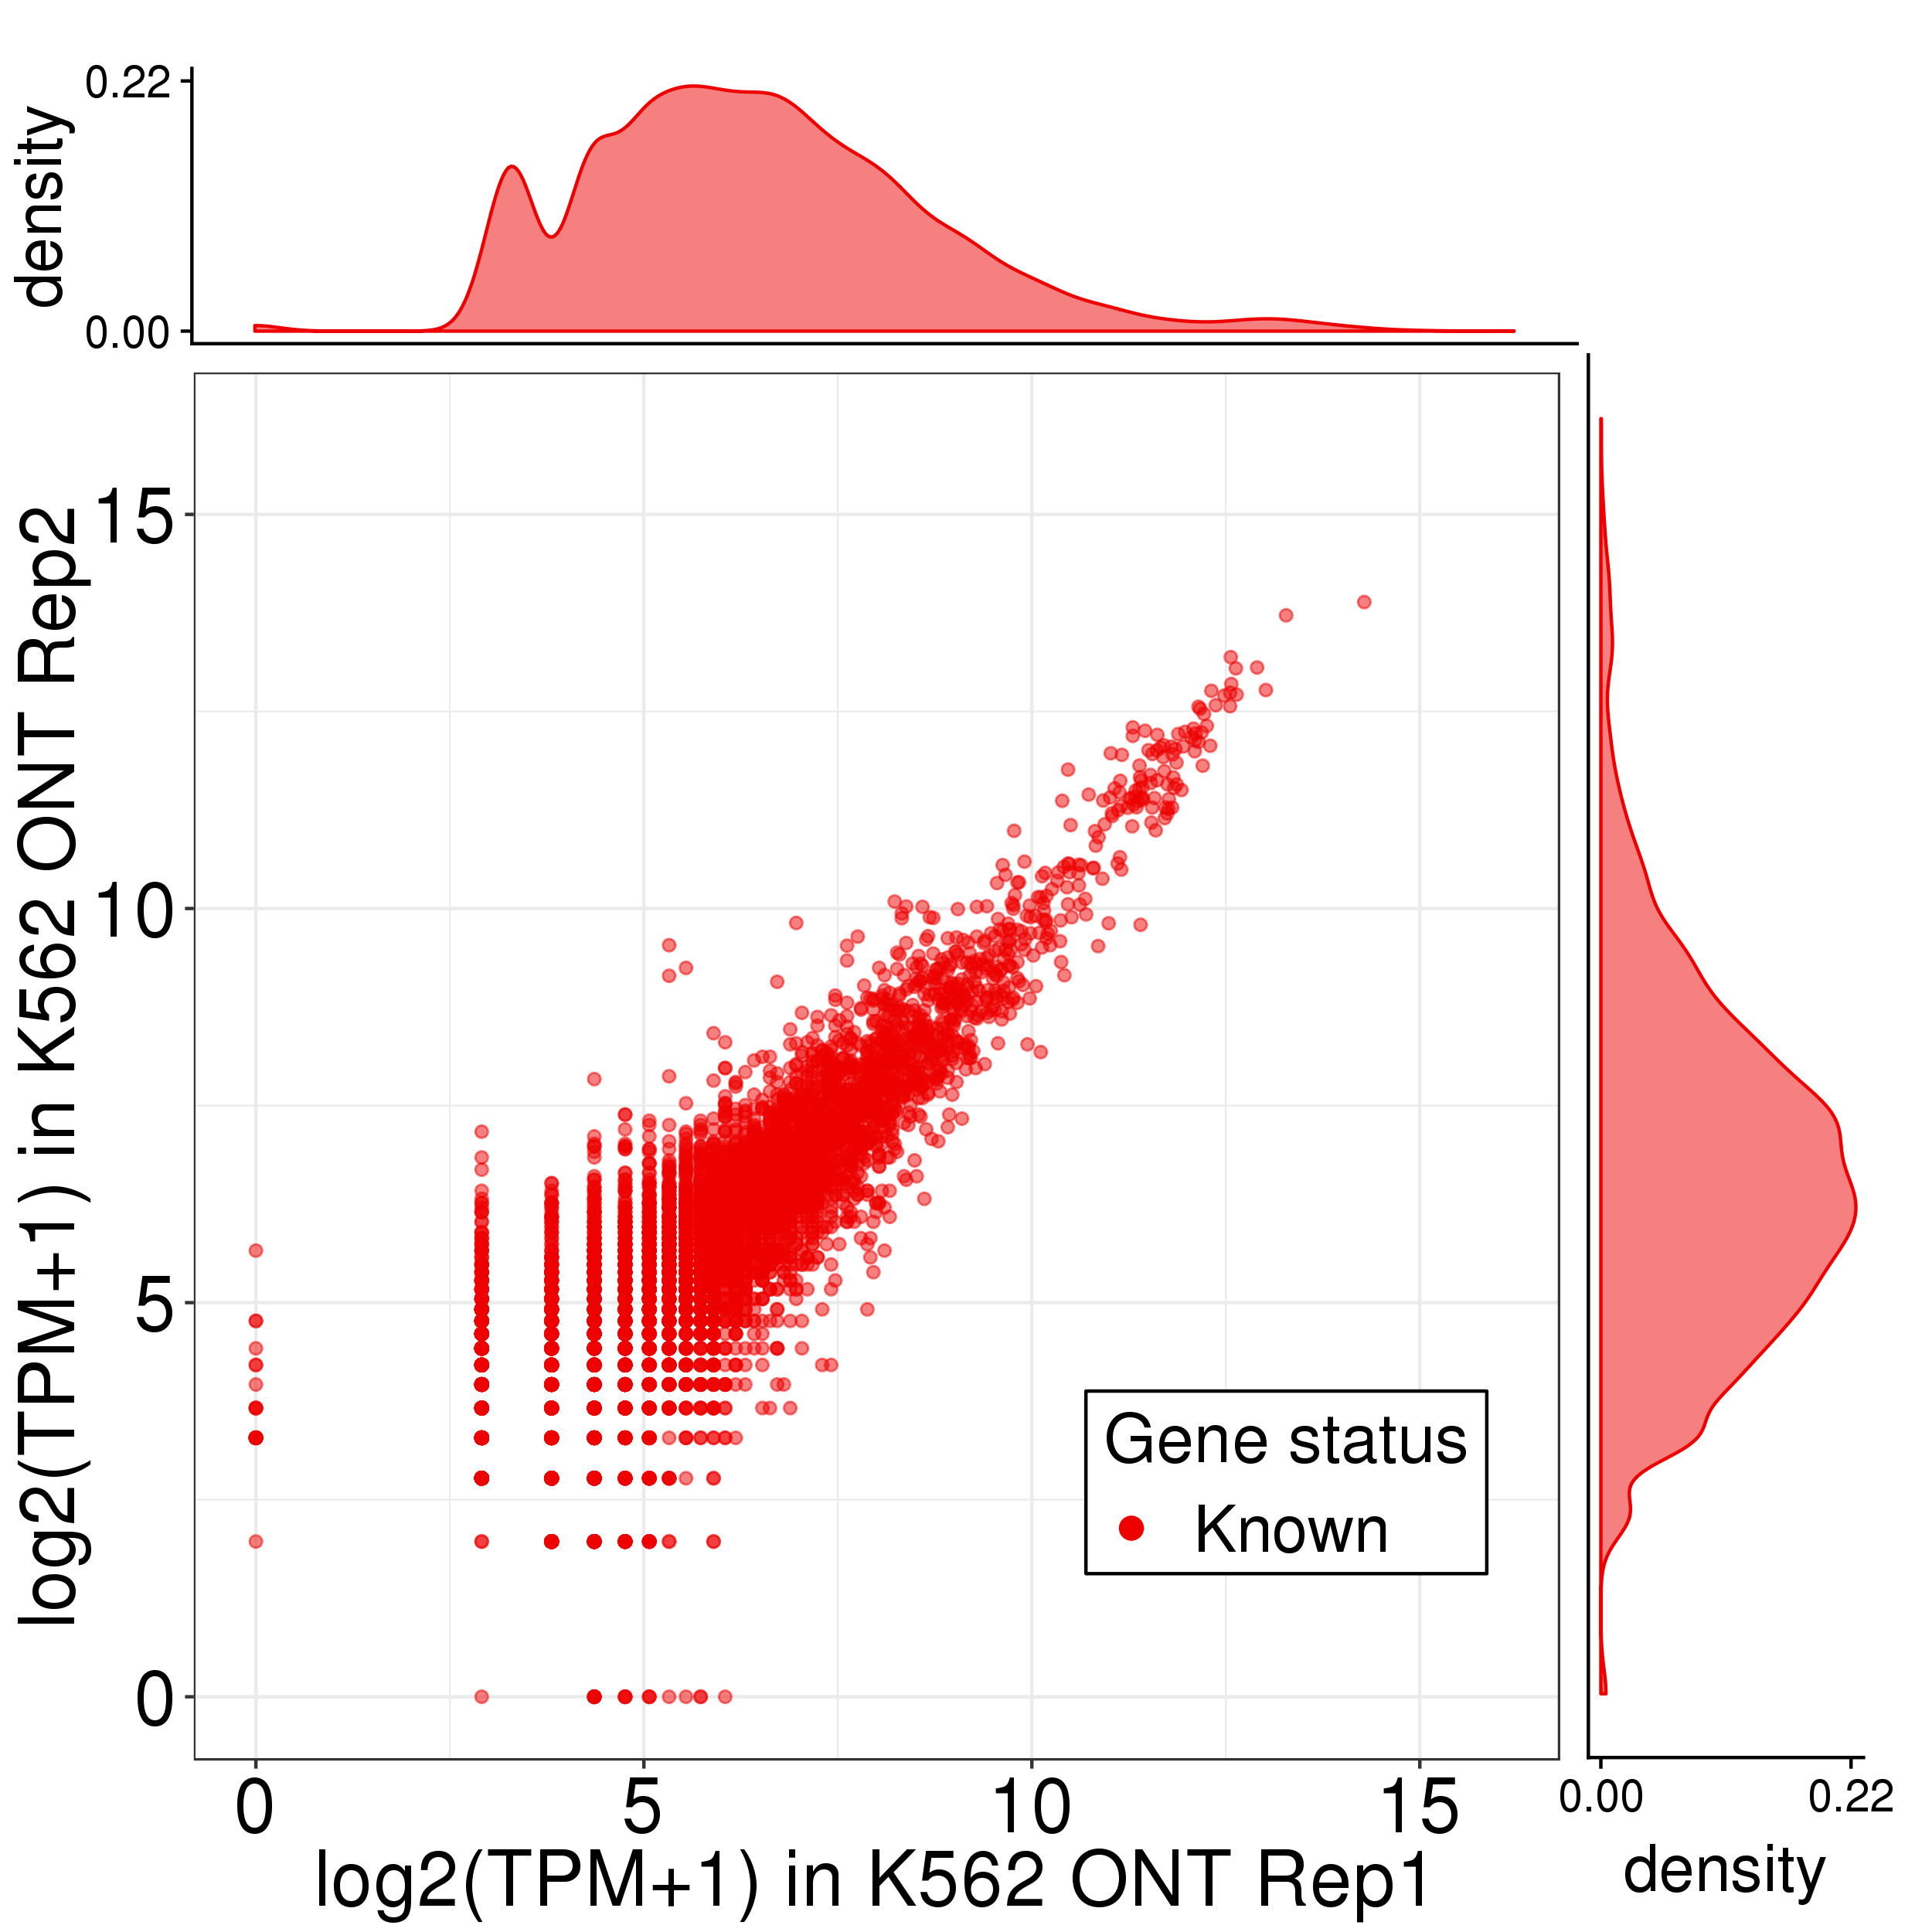 0.22
density
0.00
15
10
5
0
log2(TPM+1) in K562 ONT Rep2
Gene status
Known
0 5 10 15
log2(TPM+1) in K562 ONT Rep1
0.00 0.22
density